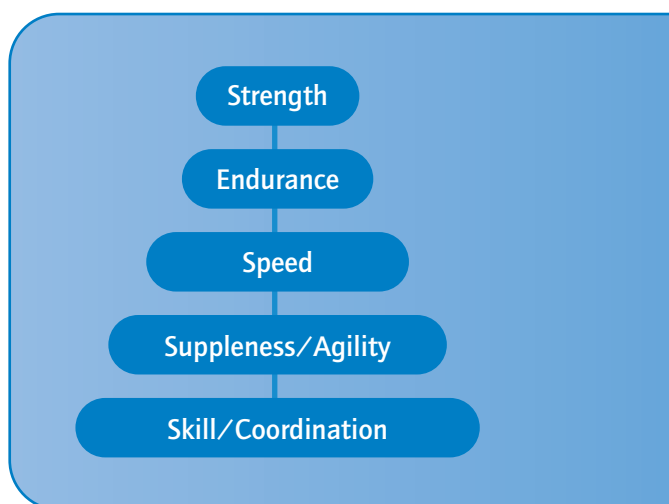 Strength
Endurance
Speed
Suppleness/Agility
Skill/Coordination